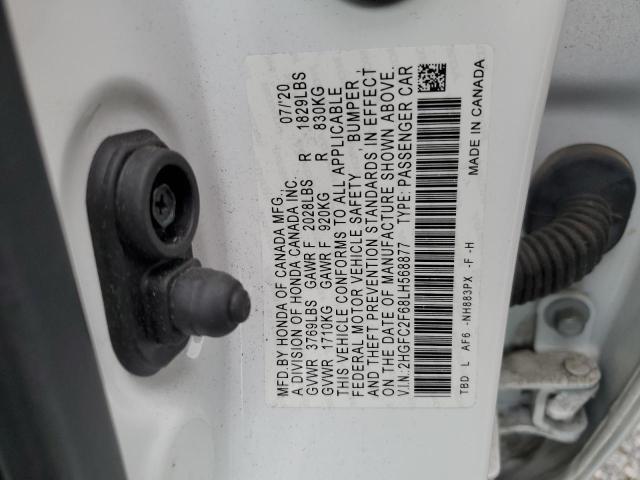 MFD.BY HONDA OF CANADA MFG., 07/'20
A DIVISION OF HONDA CANADA INC.
GVWR 3769LBS GAWR F 2028LBS R 1829LBS
GVWR 1710KG GAWR F 920KG R 830KG
THIS VEHICLE CONFORMS TO ALL APPLICABLE
FEDERAL MOTOR VEHICLE SAFETY, BUMPER,
AND THEFT PREVENTION STANDARDS IN EFFECT
ON THE DATE OF MANUFACTURE SHOWN ABOVE.
V.I.N.:2HGFC2F68LH568877 TYPE: PASSENGER CAR
TBD L AF6 -NH883PX -F -H MADE IN CANADA